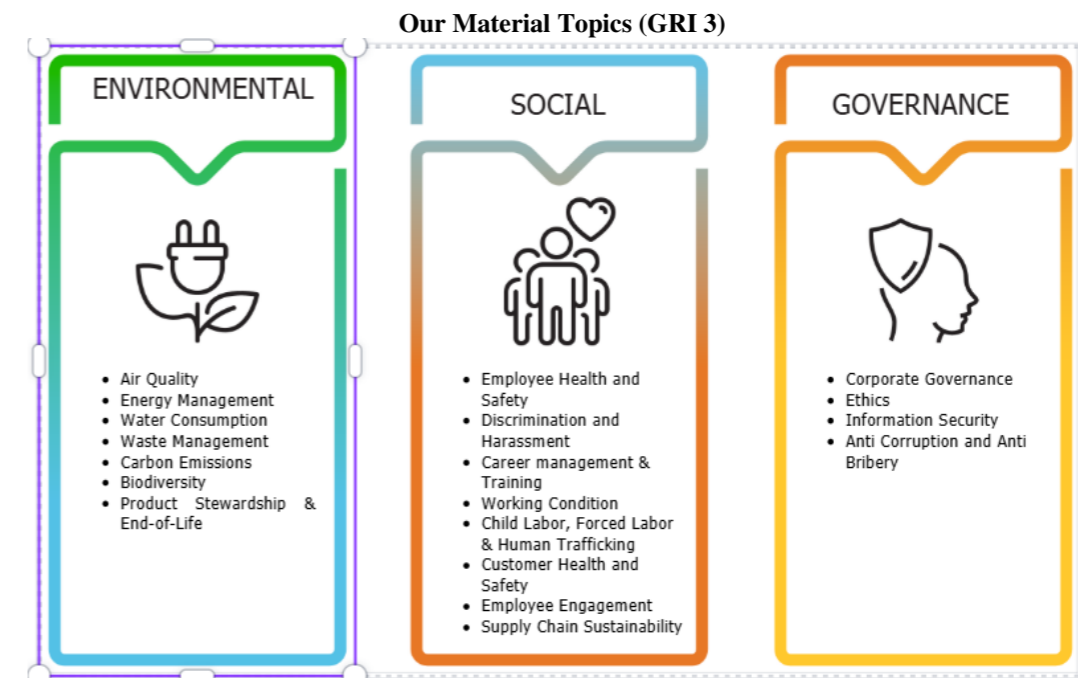 Our Material Topics (GRI 3)
ENVIRONMENTAL
• Air Quality
• Energy Management
• Water Consumption
• Waste Management
• Carbon Emissions
• Biodiversity
• Product Stewardship &
End-of-Life
SOCIAL
• Employee Health and
Safety
• Discrimination and
Harassment
• Career management &
Training
• Working Condition
• Child Labor, Forced Labor
& Human Trafficking
• Customer Health and
Safety
• Employee Engagement
• Supply Chain Sustainability
GOVERNANCE
• Corporate Governance
• Ethics
• Information Security
• Anti Corruption and Anti
Bribery